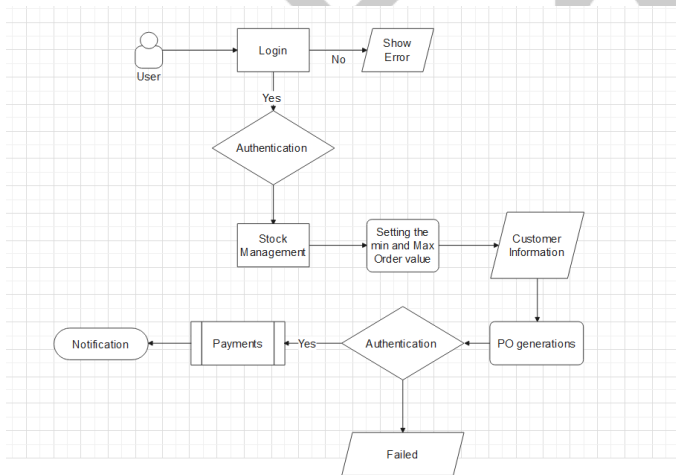 Login
Show
Error
No
User
Yes
Authentication
Stock
Management
Setting the
min and Max
Order value
Customer
Information
Notification
Payments
Yes
Authentication
PO generations
Failed